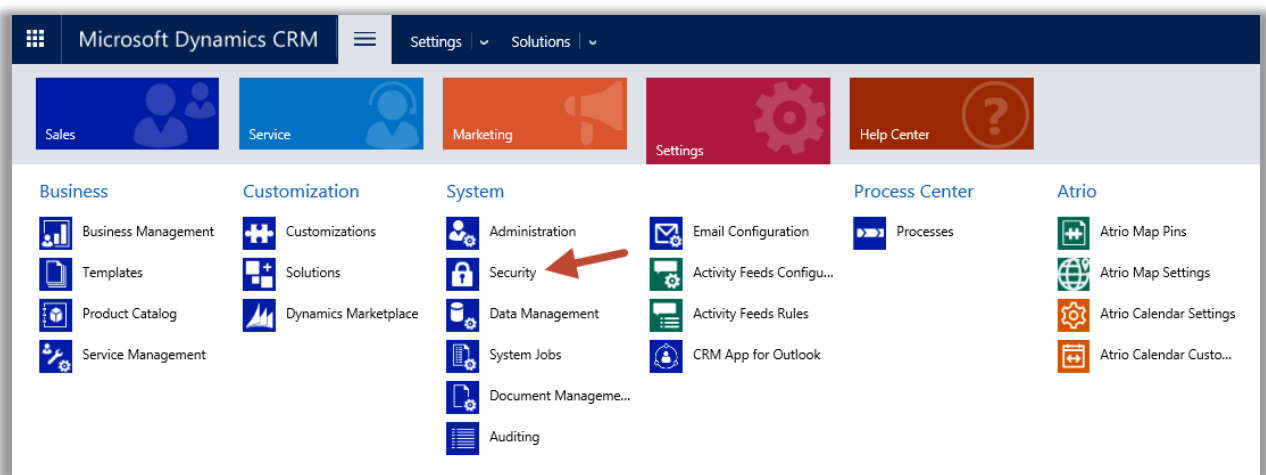 Microsoft Dynamics CRM Settings Solutions
Sales Service Marketing Settings Help Center
Business Customization System Process Center Atrio
Business Management Customizations Administration Email Configuration Processes Atrio Map Pins
Templates Solutions Security Activity Feeds Configu... Atrio Map Settings
Product Catalog Dynamics Marketplace Data Management Activity Feeds Rules Atrio Calendar Settings
Service Management System Jobs CRM App for Outlook Atrio Calendar Custo...
Document Manageme...
Auditing